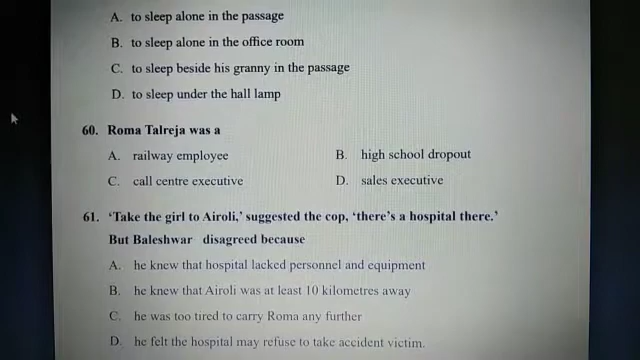 A. to sleep alone in the passage
B. to sleep alone in the office room
C. to sleep beside his granny in the passage
D. to sleep under the hall lamp
60. Roma Talreja was a
A. railway employee B. high school dropout
C. call centre executive D. sales executive
61. ‘Take the girl to Airoli,’ suggested the cop, ‘there’s a hospital there.’
But Baleshwar disagreed because
A. he knew that hospital lacked personnel and equipment
B. he knew that Airoli was at least 10 kilometres away
C. he was too tired to carry Roma any further
D. he felt the hospital may refuse to take accident victim.